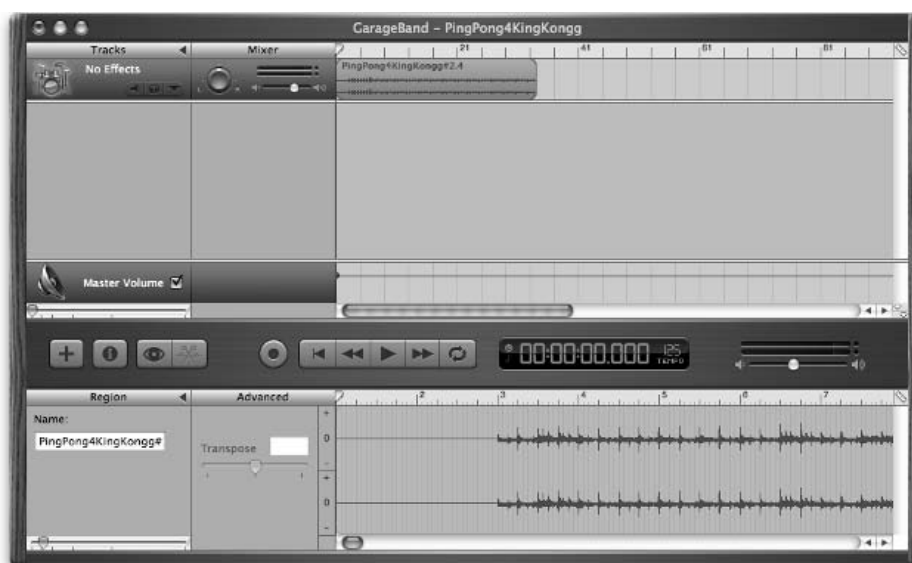 GarageBand – PingPong4KingKongg
Tracks Mixer 21 41 61 81
No Effects
PingPong4KingKongg#2.4
L R
Master Volume
00:00:00.000 125
TEMPO
Region Advanced 2 3 4 5 6 7
Name:
PingPong4KingKongg#
Transpose
+
0
-
+
0
-